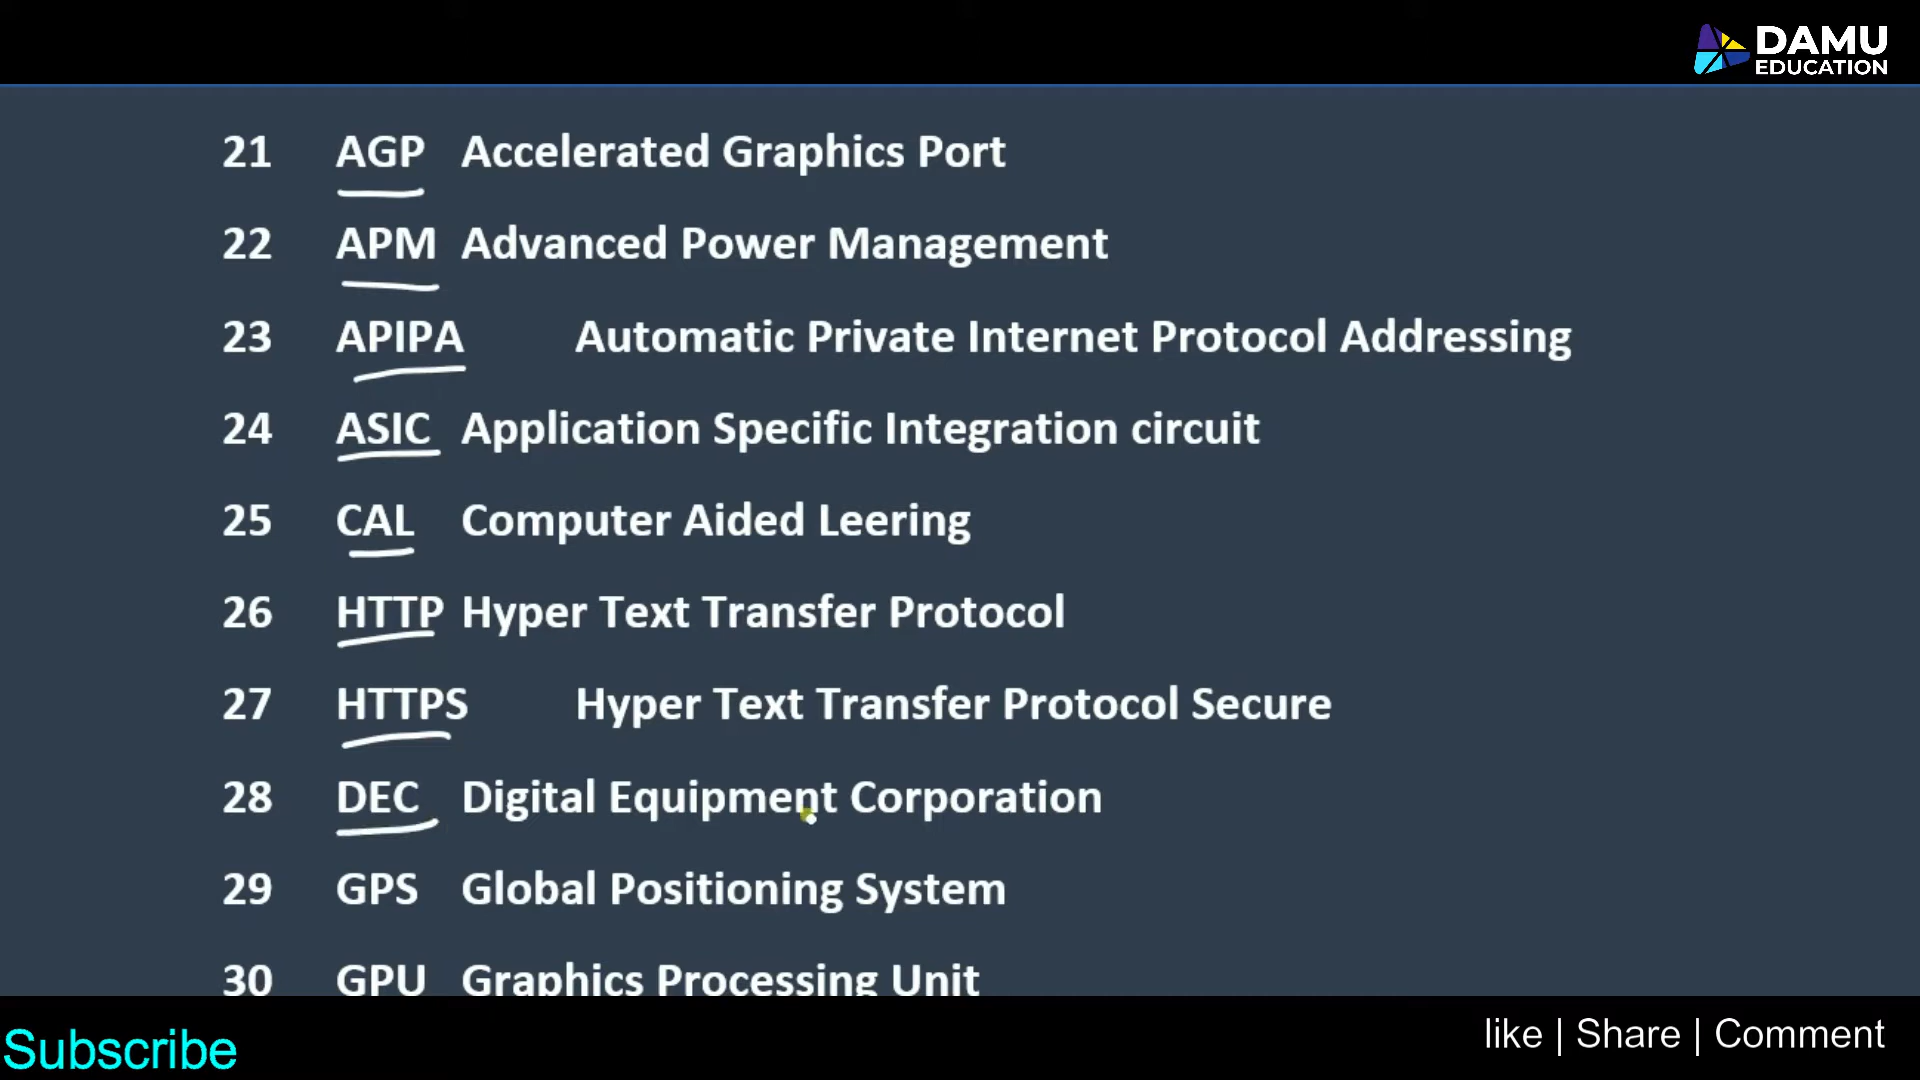 DAMU
EDUCATION
21 AGP Accelerated Graphics Port
22 APM Advanced Power Management
23 APIPA Automatic Private Internet Protocol Addressing
24 ASIC Application Specific Integration circuit
25 CAL Computer Aided Leering
26 HTTP Hyper Text Transfer Protocol
27 HTTPS Hyper Text Transfer Protocol Secure
28 DEC Digital Equipment Corporation
29 GPS Global Positioning System
30 GPU Graphics Processing Unit
Subscribe
like | Share | Comment